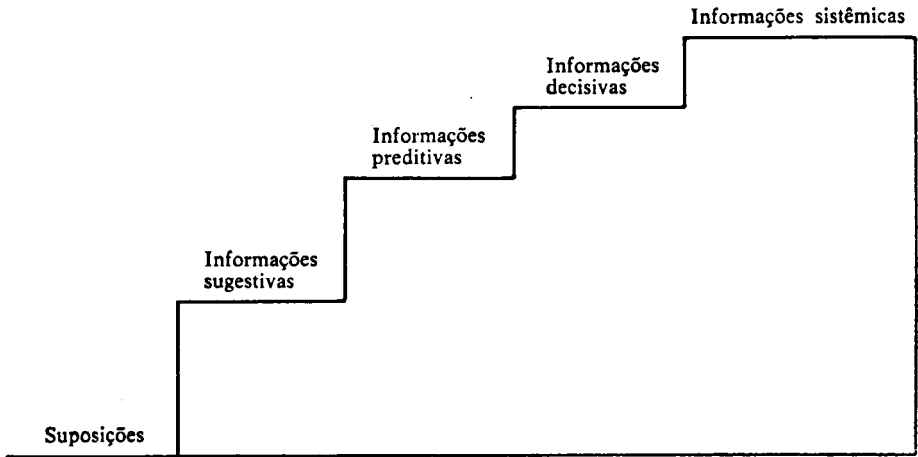 Informações sistêmicas
Informações
decisivas
Informações
preditivas
Informações
sugestivas
Suposições